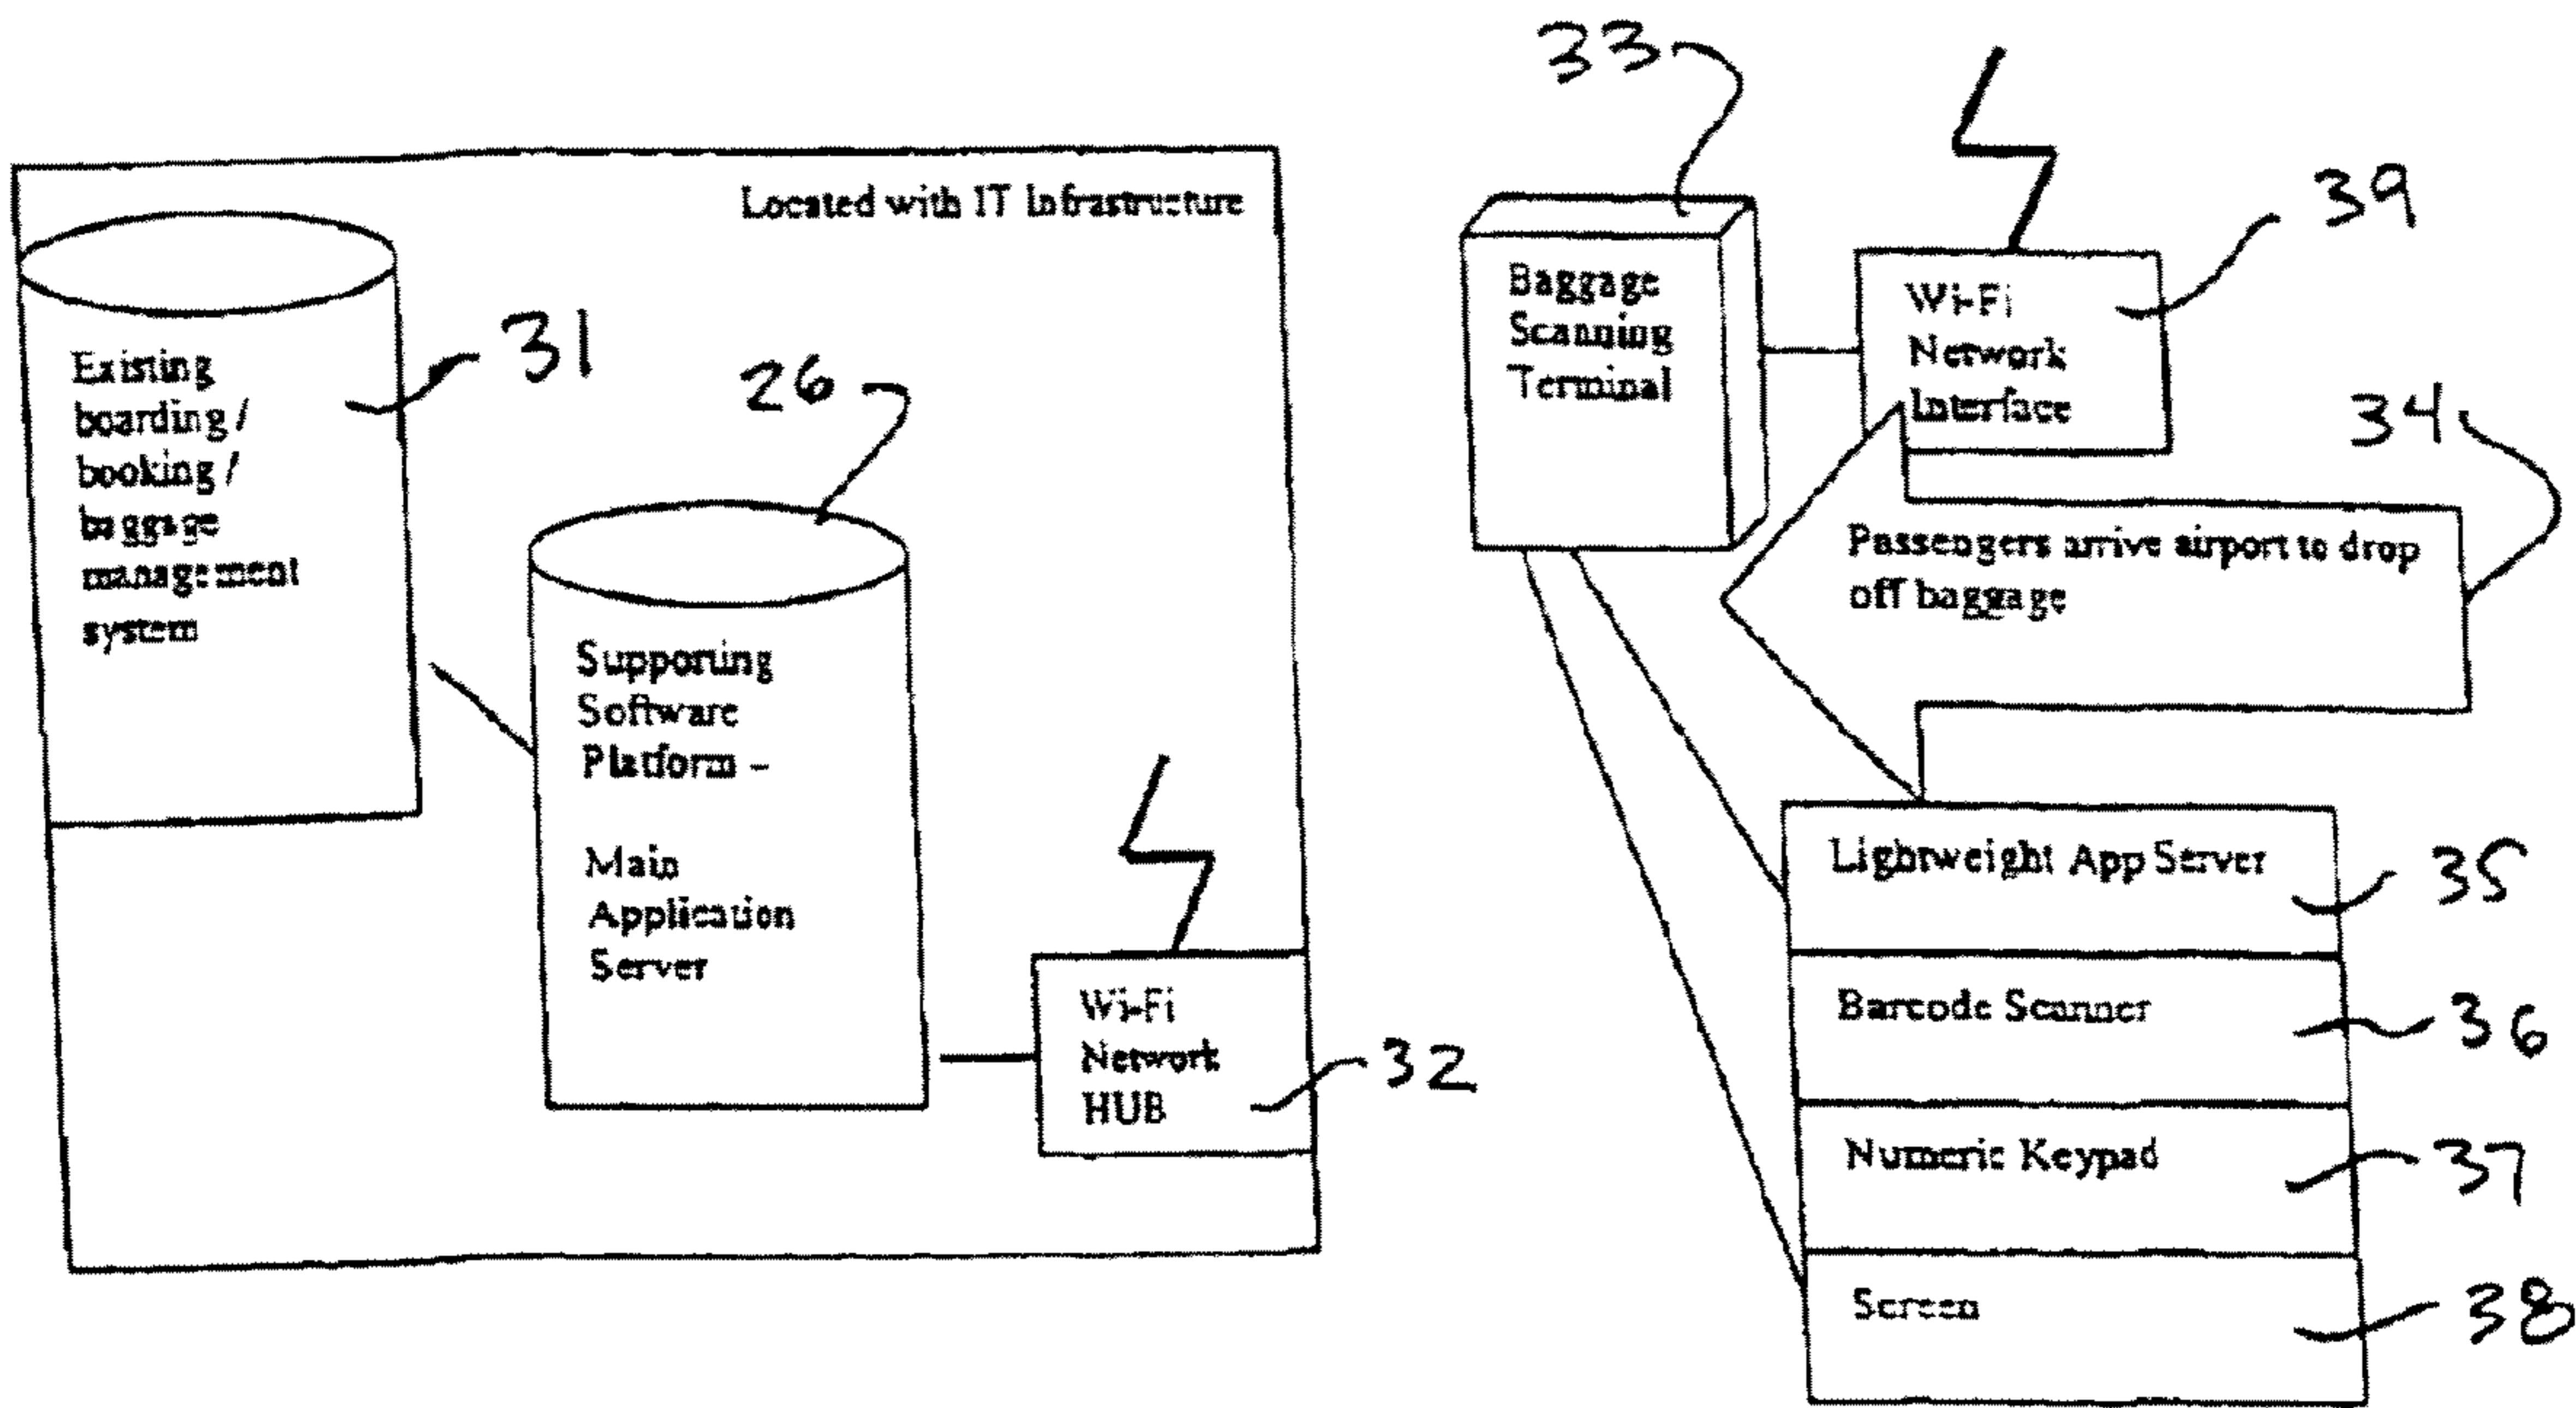 33
39
34
Located with IT Infrastructure
Existing
boarding /
booking /
baggage
management
system
31
26
Supporting
Software
Platform –
Main
Application
Server
Wi-Fi
Network
HUB
32
Baggage
Scanning
Terminal
Wi-Fi
Network
Interface
Passengers arrive airport to drop
off baggage
Lightweight App Server
35
Barcode Scanner
36
Numeric Keypad
37
Screen
38